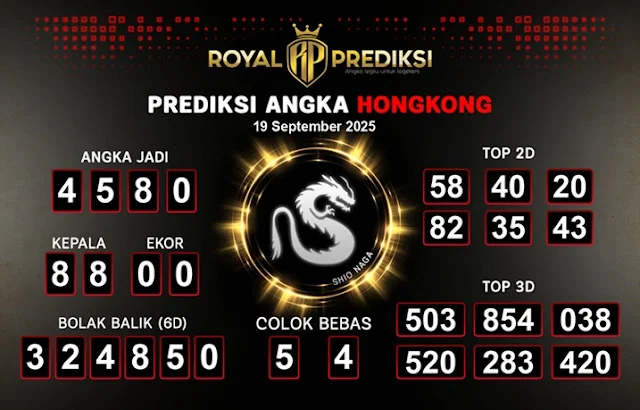 ROYAL RP PREDIKSI
Angka terjitu untuk togelers
PREDIKSI ANGKA HONGKONG
19 September 2025
ANGKA JADI
4 5 8 0
KEPALA EKOR
8 8 0 0
BOLAK BALIK (6D)
3 2 4 8 5 0
SHIO NAGA
COLOK BEBAS
5 4
TOP 2D
58 40 20
82 35 43
TOP 3D
503 854 038
520 283 420